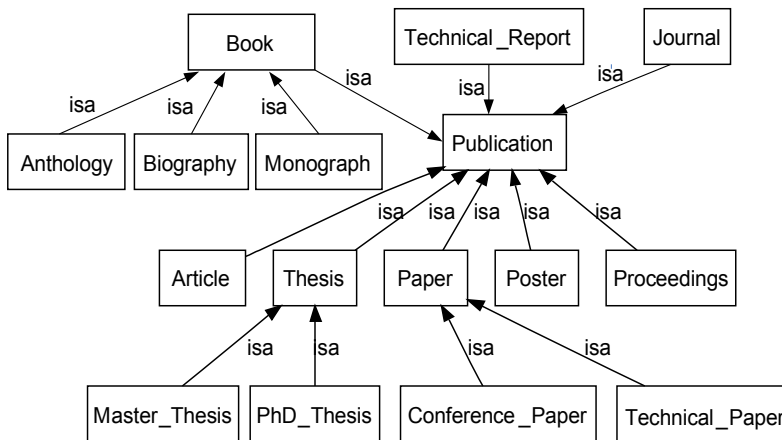 Book
Technical_Report
Journal
isa
isa
isa
isa
isa
isa
Anthology
Biography
Monograph
Publication
isa
isa
isa
isa
Article
Thesis
Paper
Poster
Proceedings
isa
isa
isa
isa
Master_Thesis
PhD_Thesis
Conference_Paper
Technical_Paper